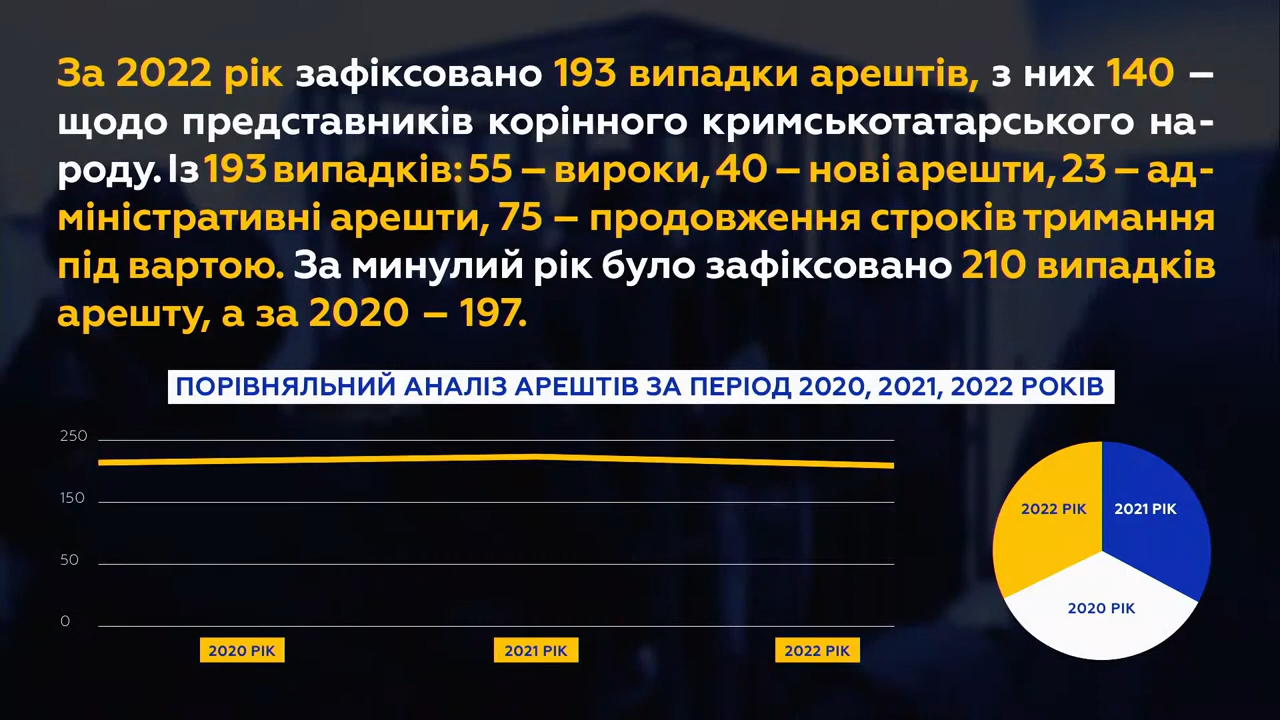 За 2022 рік зафіксовано 193 випадки арештів, з них 140 –
щодо представників корінного кримськотатарського на-
роду. Із 193 випадків: 55 – вироки, 40 – нові арешти, 23 – ад-
міністративні арешти, 75 – продовження строків тримання
під вартою. За минулий рік було зафіксовано 210 випадків
арешту, а за 2020 – 197.
ПОРІВНЯЛЬНИЙ АНАЛІЗ АРЕШТІВ ЗА ПЕРІОД 2020, 2021, 2022 РОКІВ
250
150
50
0
2020 РІК
2021 РІК
2022 РІК
2022 РІК
2021 РІК
2020 РІК